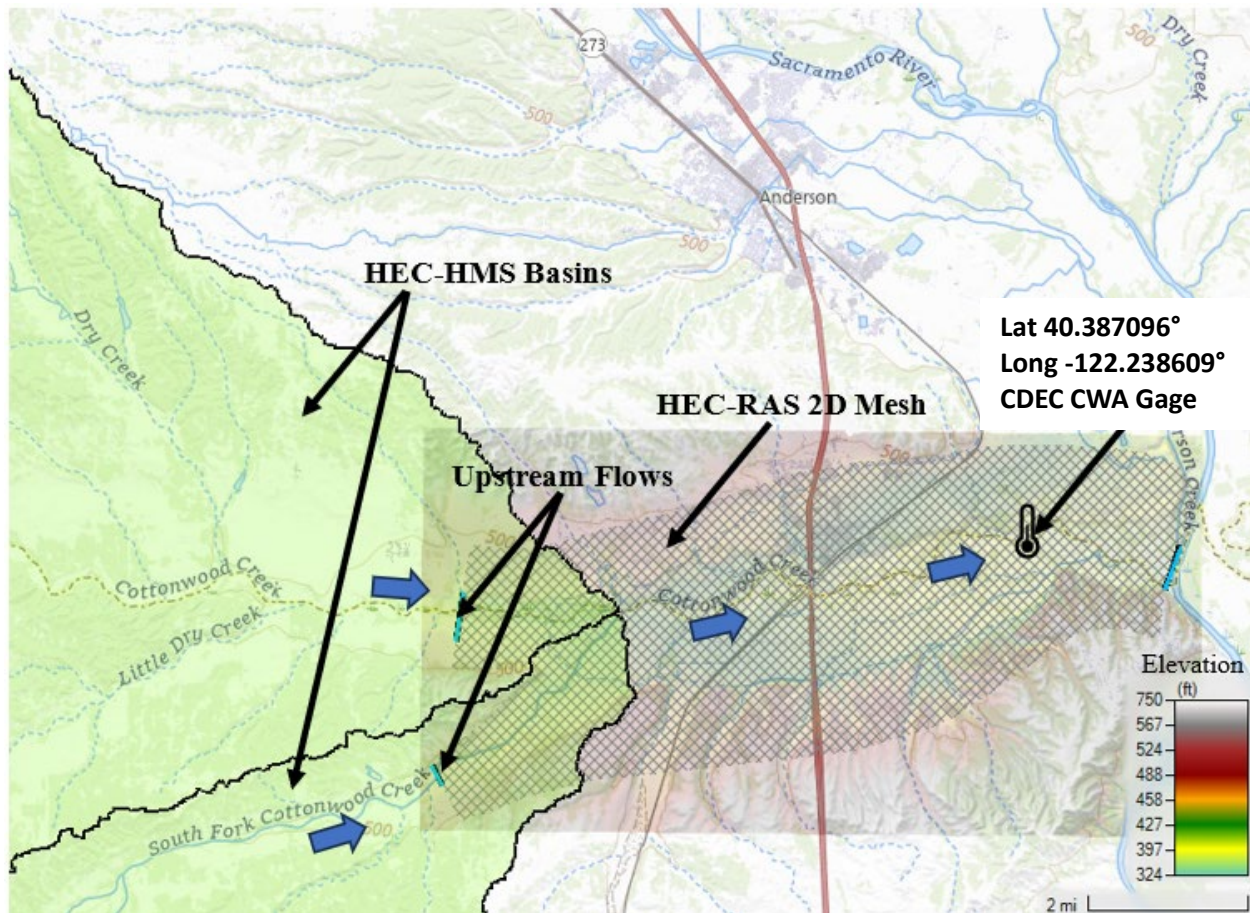 273
500
Dry Creek
Sacramento River
500
Anderson
500
HEC-HMS Basins
Dry Creek
Lat 40.387096°
Long -122.238609°
CDEC CWA Gage
HEC-RAS 2D Mesh
erson Creek
500
Upstream Flows
500
Cottonwood Creek
Cottonwood Creek
Little Dry Creek
500
Elevation
(ft)
750
567
524
488
458
427
397
324
South Fork Cottonwood Creek
500
2 mi